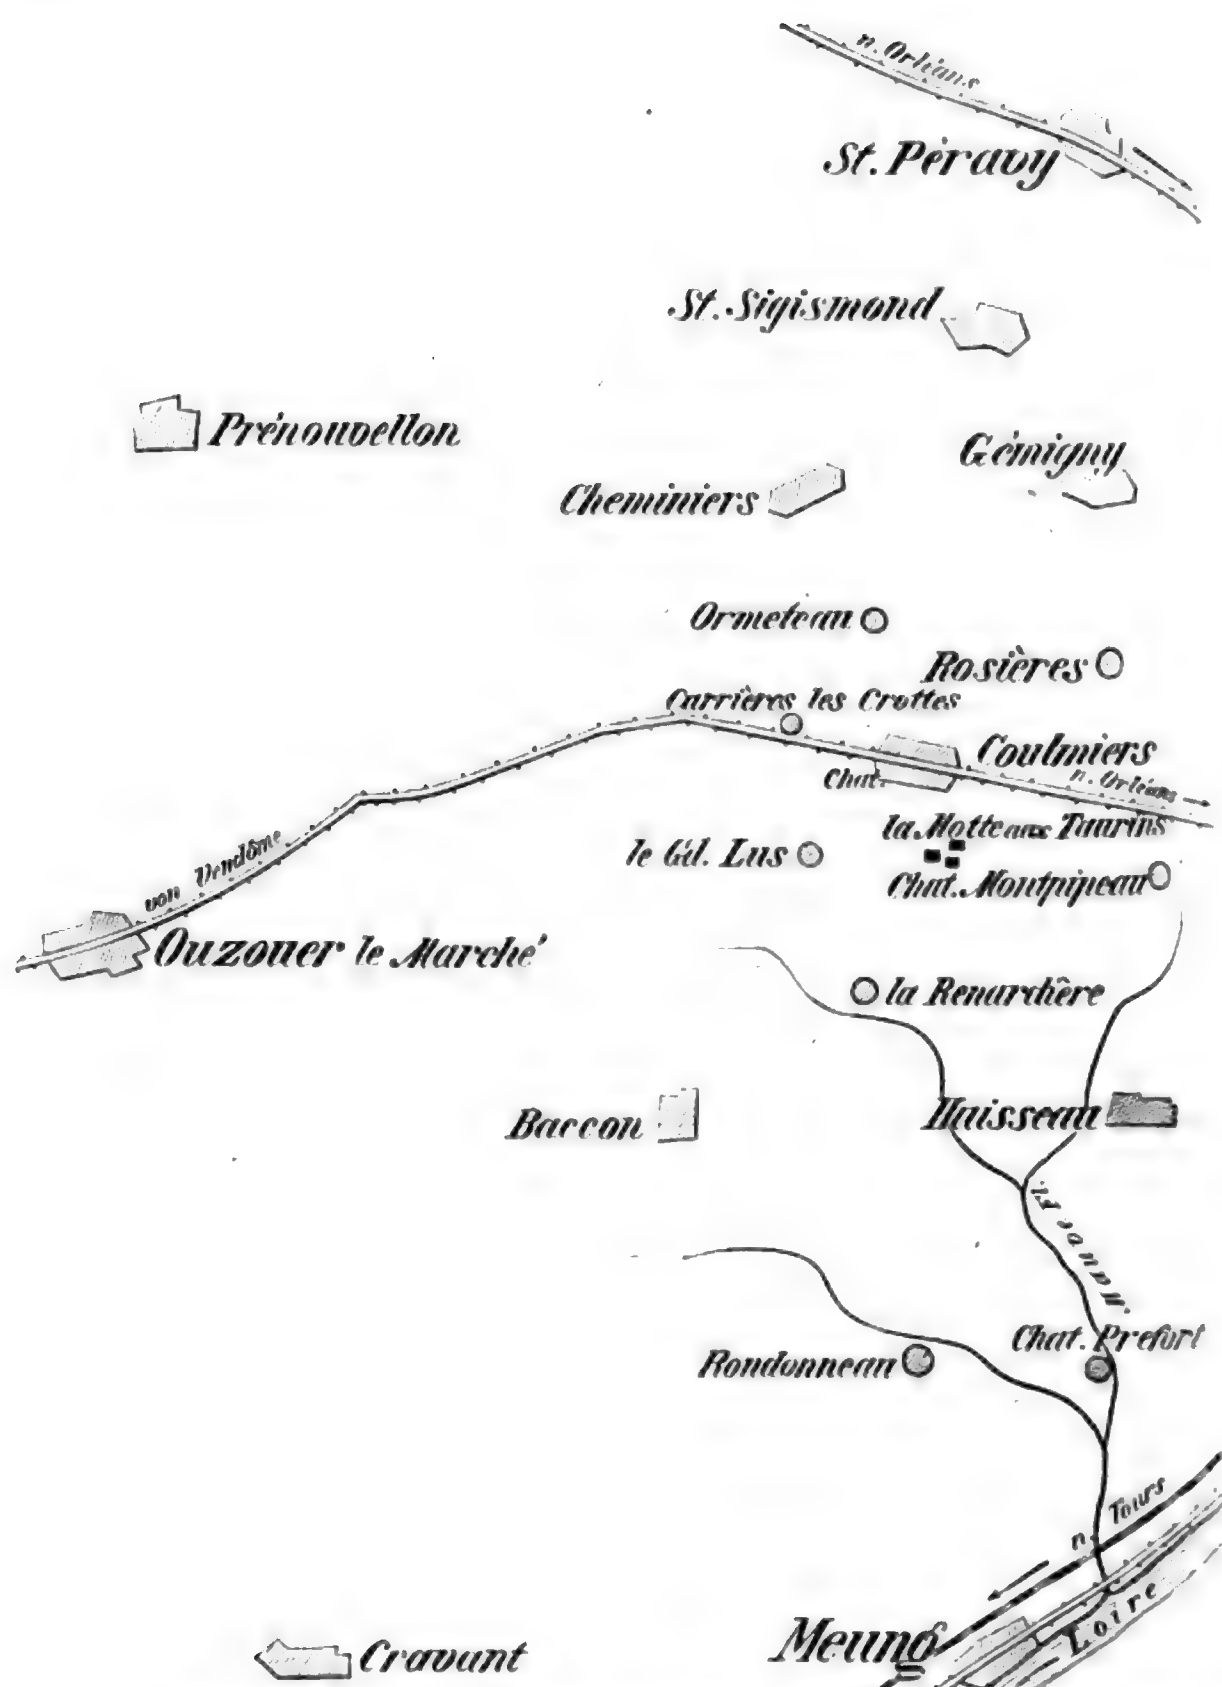 n. Orléans
St. Péravy
St. Sigismond
Prénouvellon
Gémigny
Cheminiers
Ormeteau
Rosières
Carrières les Crottes
Coulmiers
Chat.
n. Orléans
la Motte aux Taurins
le Gd. Lus
von Vendôme
Chat. Montpipeau
Ouzouer le Marché
la Renardière
Baccon
Huisseau
Mauve Fl.
Chat. Prefort
Rondonneau
n. Tours
Loire
Meung
Cravant